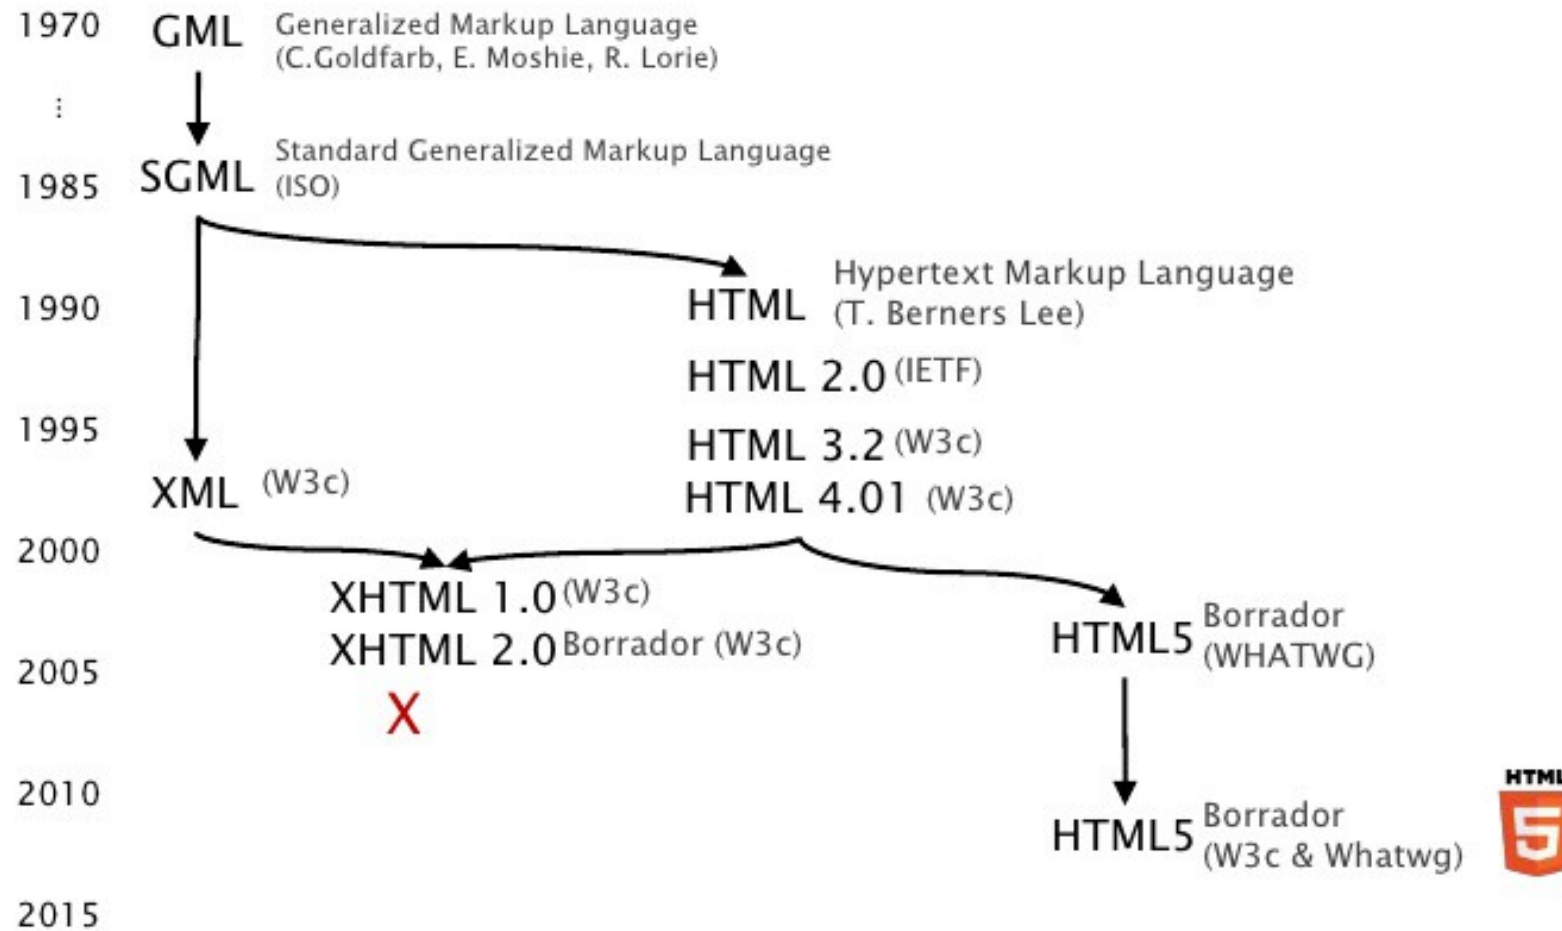 1970 GML Generalized Markup Language
(C.Goldfarb, E. Moshie, R. Lorie)
...
1985 SGML Standard Generalized Markup Language
(ISO)
1990 HTML Hypertext Markup Language
(T. Berners Lee)
HTML 2.0 (IETF)
1995 HTML 3.2 (W3c)
XML (W3c) HTML 4.01 (W3c)
2000
XHTML 1.0 (W3c)
XHTML 2.0 Borrador (W3c)
HTML5 Borrador
(WHATWG)
2005
X
2010
HTML5 Borrador
(W3c & Whatwg)
HTML
5
2015